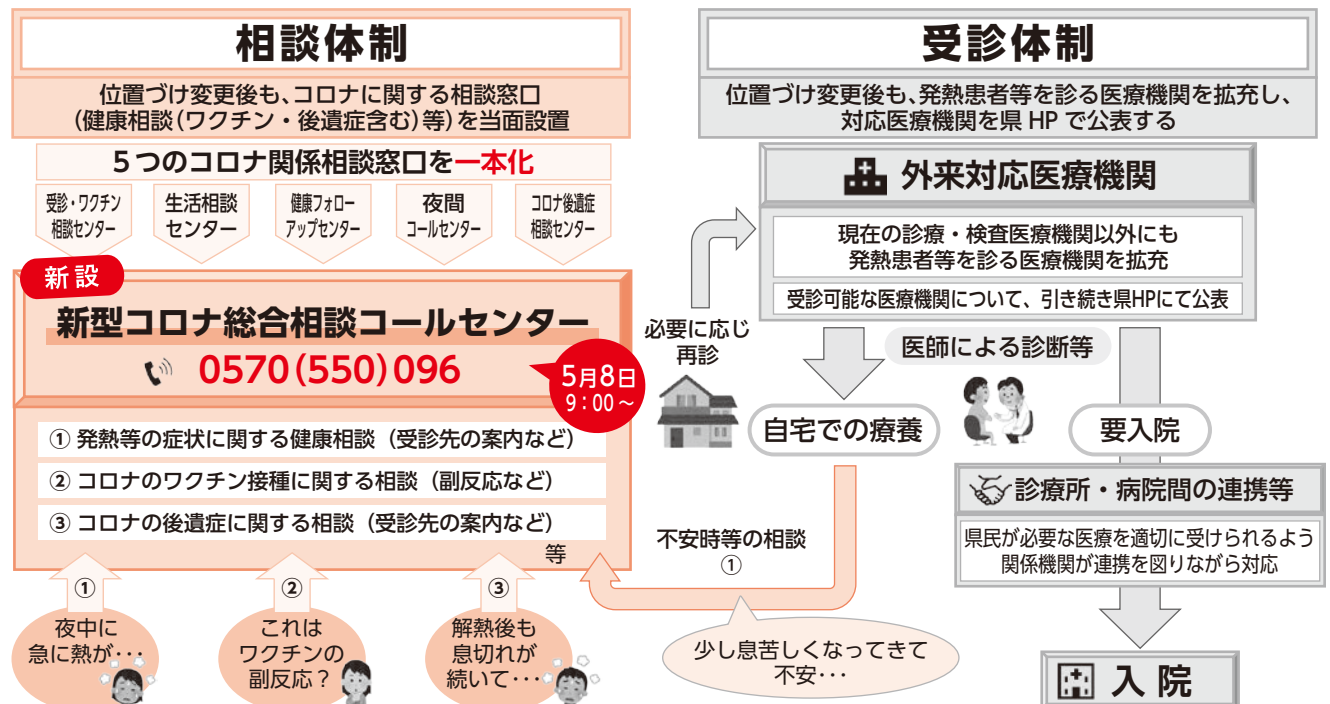 相談体制
位置づけ変更後も、コロナに関する相談窓口
（健康相談（ワクチン・後遺症含む）等）を当面設置
5つのコロナ関係相談窓口を一本化
受診・ワクチン
相談センター
生活相談
センター
健康フォロー
アップセンター
夜間
コールセンター
コロナ後遺症
相談センター
新設
新型コロナ総合相談コールセンター
0570(550)096
5月8日
9：00～
① 発熱等の症状に関する健康相談（受診先の案内など）
② コロナのワクチン接種に関する相談（副反応など）
③ コロナの後遺症に関する相談（受診先の案内など）
等
①
夜中に
急に熱が・・・
②
これは
ワクチンの
副反応？
③
解熱後も
息切れが
続いて・・・
受診体制
位置づけ変更後も、発熱患者等を診る医療機関を拡充し、
対応医療機関を県 HP で公表する
外来対応医療機関
現在の診療・検査医療機関以外にも
発熱患者等を診る医療機関を拡充
受診可能な医療機関について、引き続き県HPにて公表
必要に応じ
再診
医師による診断等
自宅での療養
要入院
診療所・病院間の連携等
県民が必要な医療を適切に受けられるよう
関係機関が連携を図りながら対応
不安時等の相談
①
少し息苦しくなってきて
不安・・・
入院